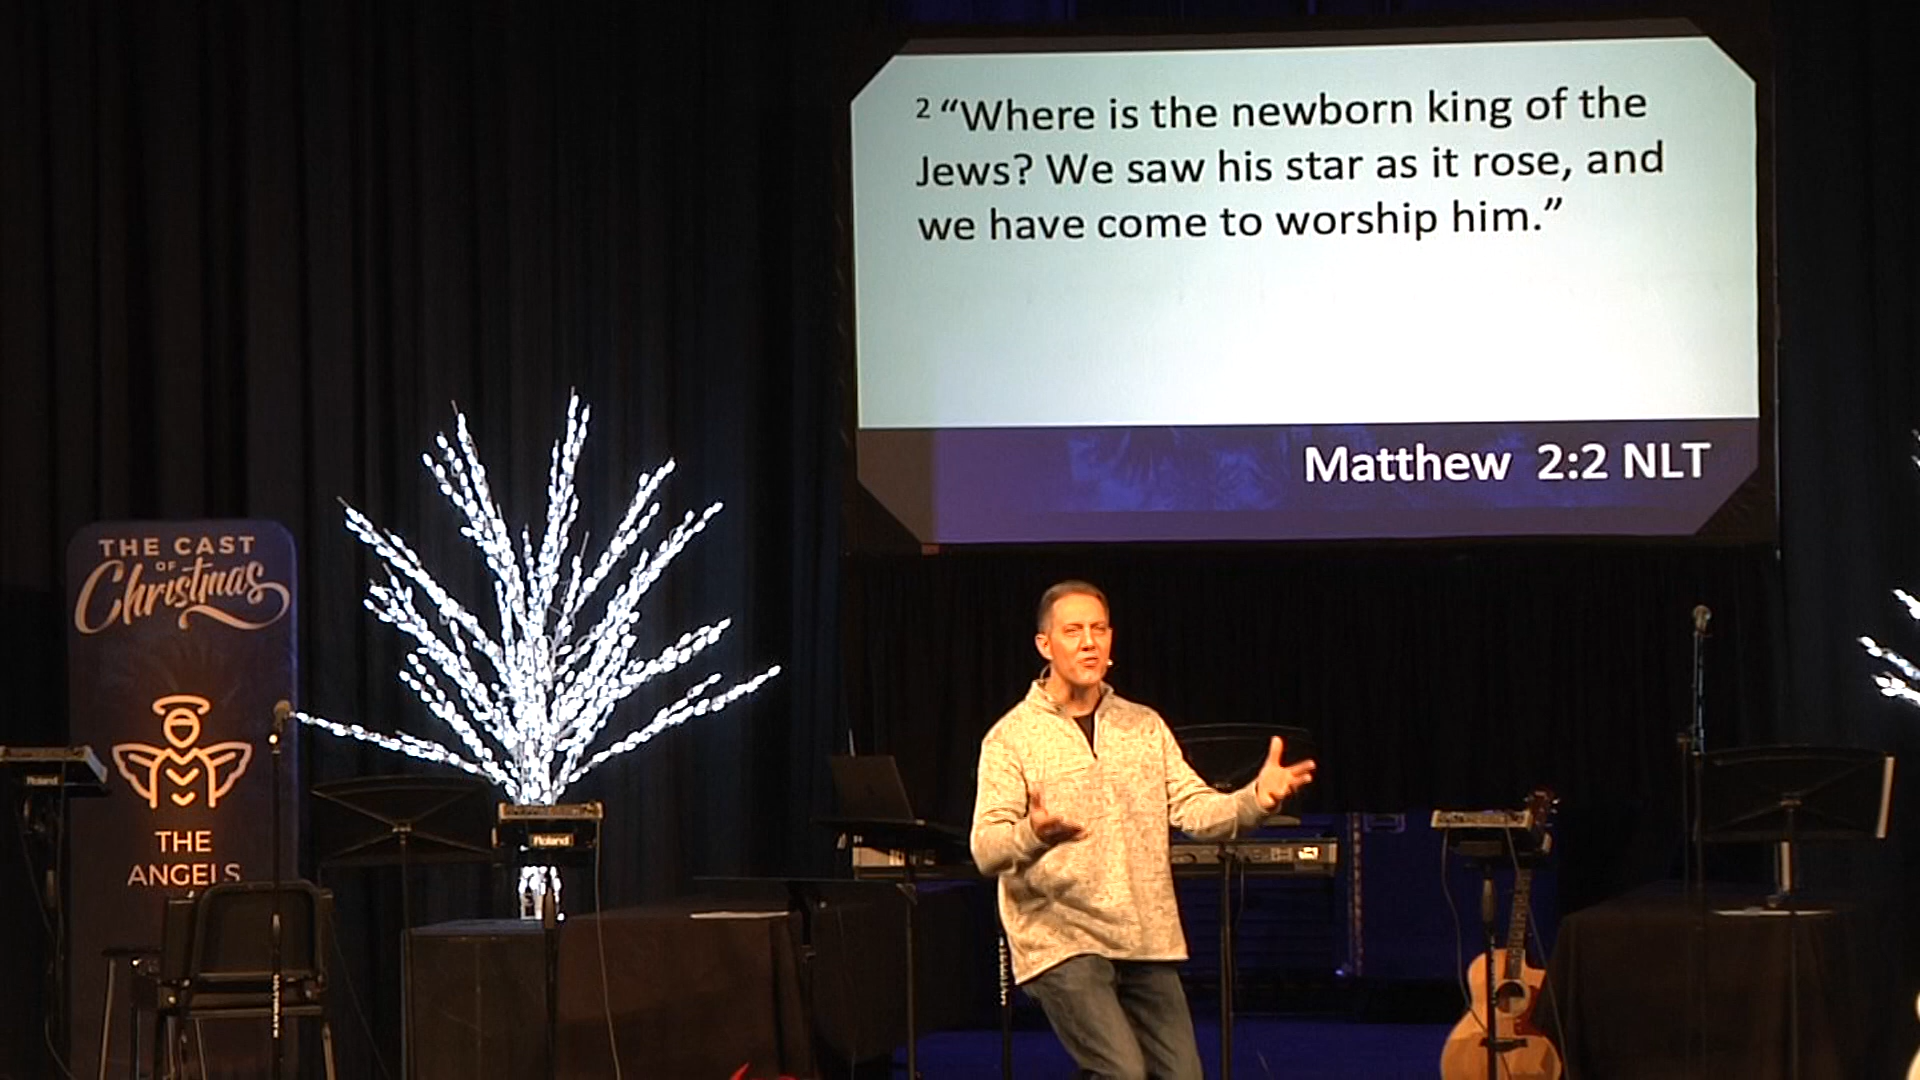 2 “Where is the newborn king of the
Jews? We saw his star as it rose, and
we have come to worship him.”
Matthew 2:2 NLT
THE CAST
OF
Christmas
THE
ANGELS
Roland
Roland